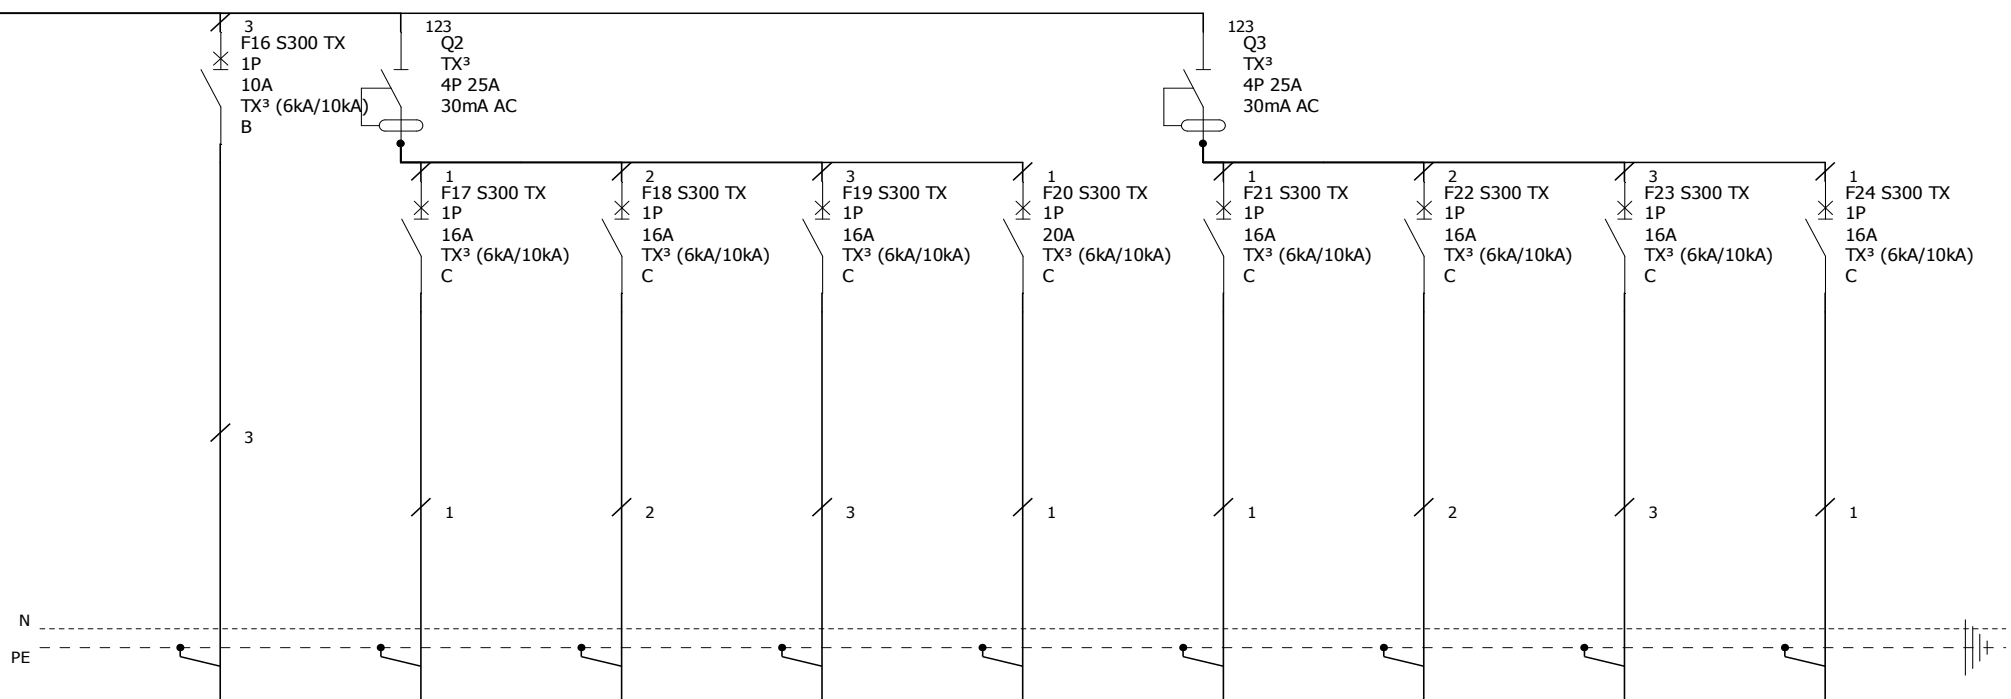 3
F16 S300 TX
1P
10A
TX³ (6kA/10kA)
B
123
Q2
TX³
4P 25A
30mA AC
123
Q3
TX³
4P 25A
30mA AC
1
F17 S300 TX
1P
16A
TX³ (6kA/10kA)
C
2
F18 S300 TX
1P
16A
TX³ (6kA/10kA)
C
3
F19 S300 TX
1P
16A
TX³ (6kA/10kA)
C
1
F20 S300 TX
1P
20A
TX³ (6kA/10kA)
C
1
F21 S300 TX
1P
16A
TX³ (6kA/10kA)
C
2
F22 S300 TX
1P
16A
TX³ (6kA/10kA)
C
3
F23 S300 TX
1P
16A
TX³ (6kA/10kA)
C
1
F24 S300 TX
1P
16A
TX³ (6kA/10kA)
C
3
1
2
3
1
1
2
3
1
N
PE